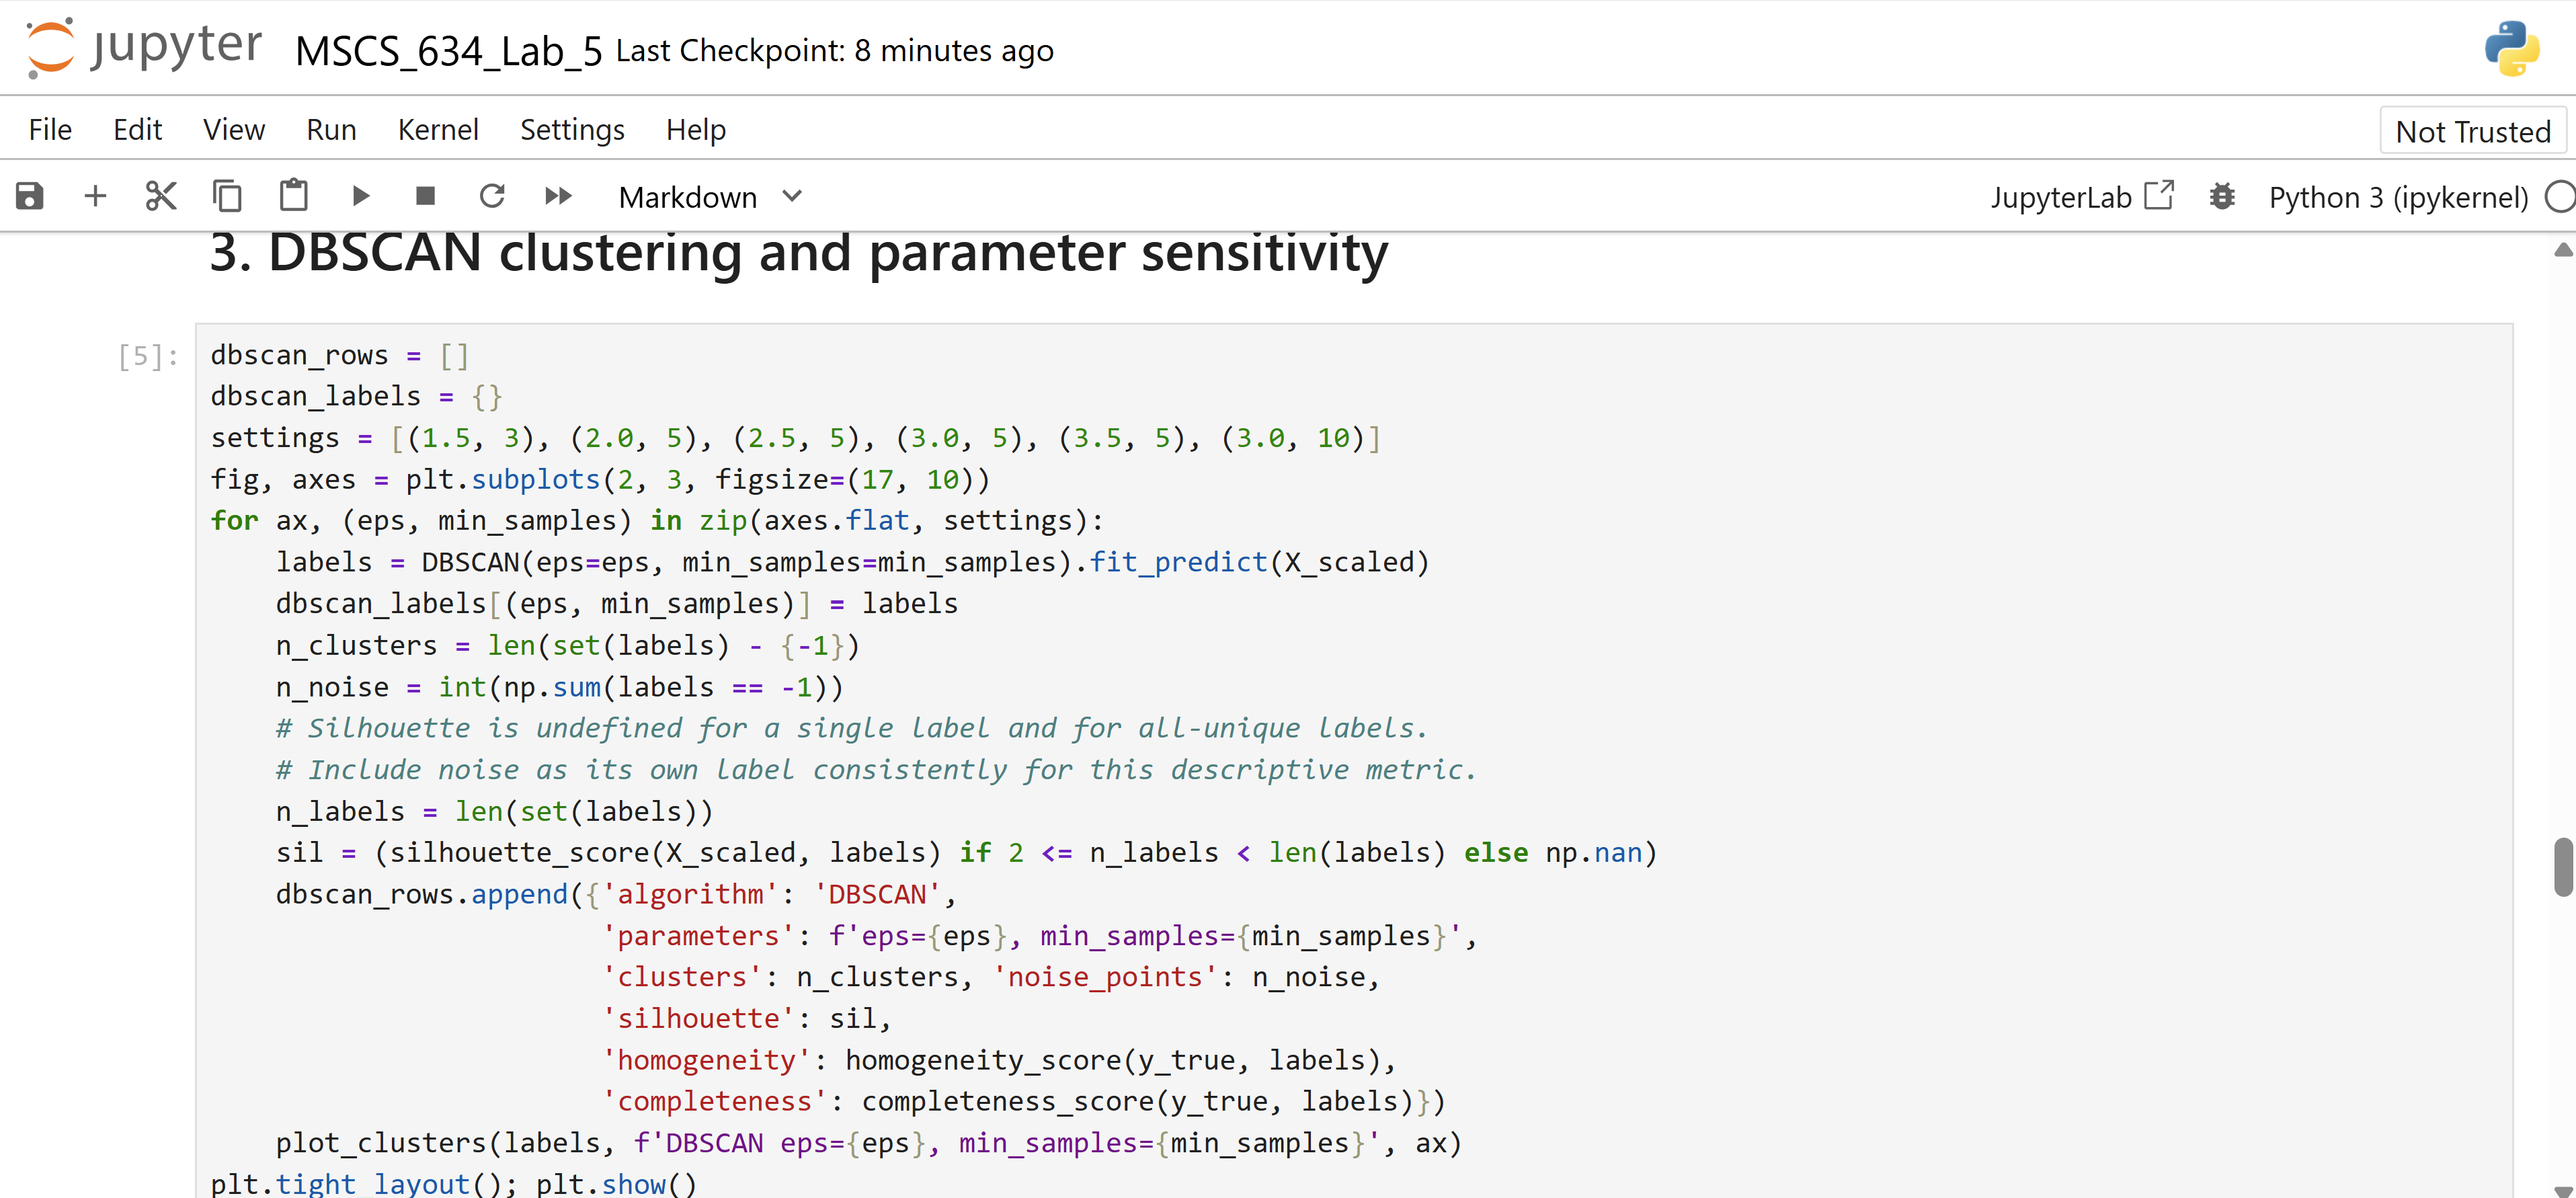 jupyter MSCS_634_Lab_5 Last Checkpoint: 8 minutes ago
File Edit View Run Kernel Settings Help Not Trusted
Markdown JupyterLab Python 3 (ipykernel)
3. DBSCAN clustering and parameter sensitivity
[5]: dbscan_rows = []
dbscan_labels = {}
settings = [(1.5, 3), (2.0, 5), (2.5, 5), (3.0, 5), (3.5, 5), (3.0, 10)]
fig, axes = plt.subplots(2, 3, figsize=(17, 10))
for ax, (eps, min_samples) in zip(axes.flat, settings):
    labels = DBSCAN(eps=eps, min_samples=min_samples).fit_predict(X_scaled)
    dbscan_labels[(eps, min_samples)] = labels
    n_clusters = len(set(labels) - {-1})
    n_noise = int(np.sum(labels == -1))
    # Silhouette is undefined for a single label and for all-unique labels.
    # Include noise as its own label consistently for this descriptive metric.
    n_labels = len(set(labels))
    sil = (silhouette_score(X_scaled, labels) if 2 <= n_labels < len(labels) else np.nan)
    dbscan_rows.append({'algorithm': 'DBSCAN',
                        'parameters': f'eps={eps}, min_samples={min_samples}',
                        'clusters': n_clusters, 'noise_points': n_noise,
                        'silhouette': sil,
                        'homogeneity': homogeneity_score(y_true, labels),
                        'completeness': completeness_score(y_true, labels)})
    plot_clusters(labels, f'DBSCAN eps={eps}, min_samples={min_samples}', ax)
plt.tight_layout(); plt.show()